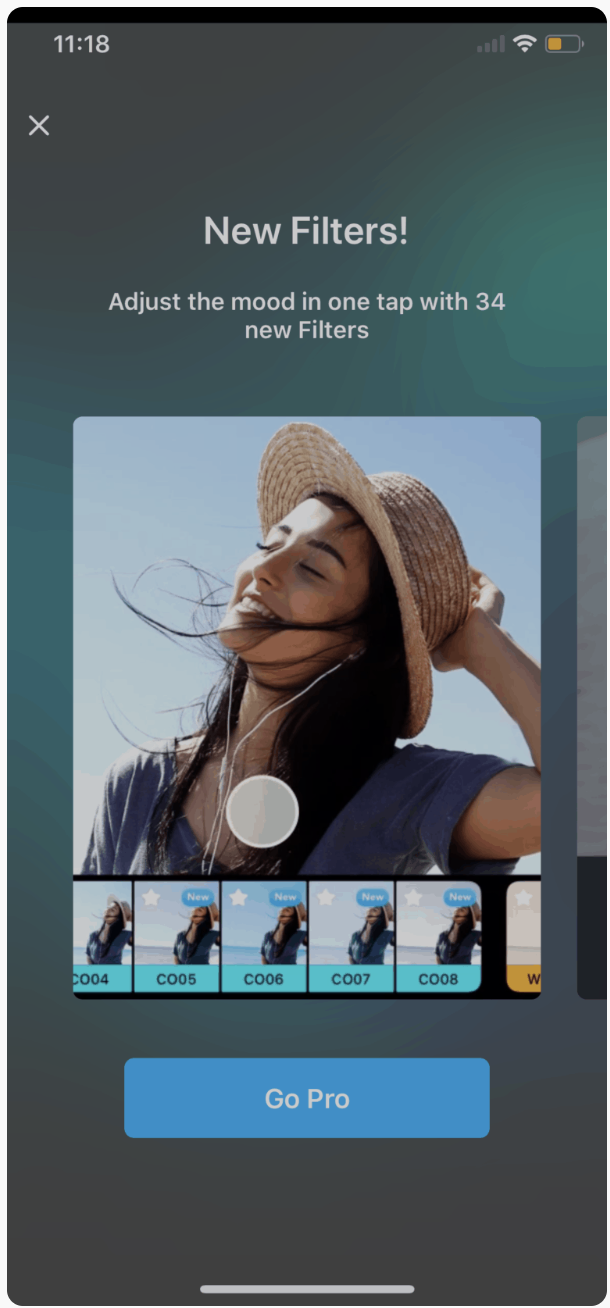 11:18
New Filters!
Adjust the mood in one tap with 34
new Filters
New New New New
CO04 CO05 CO06 CO07 CO08 W
Go Pro